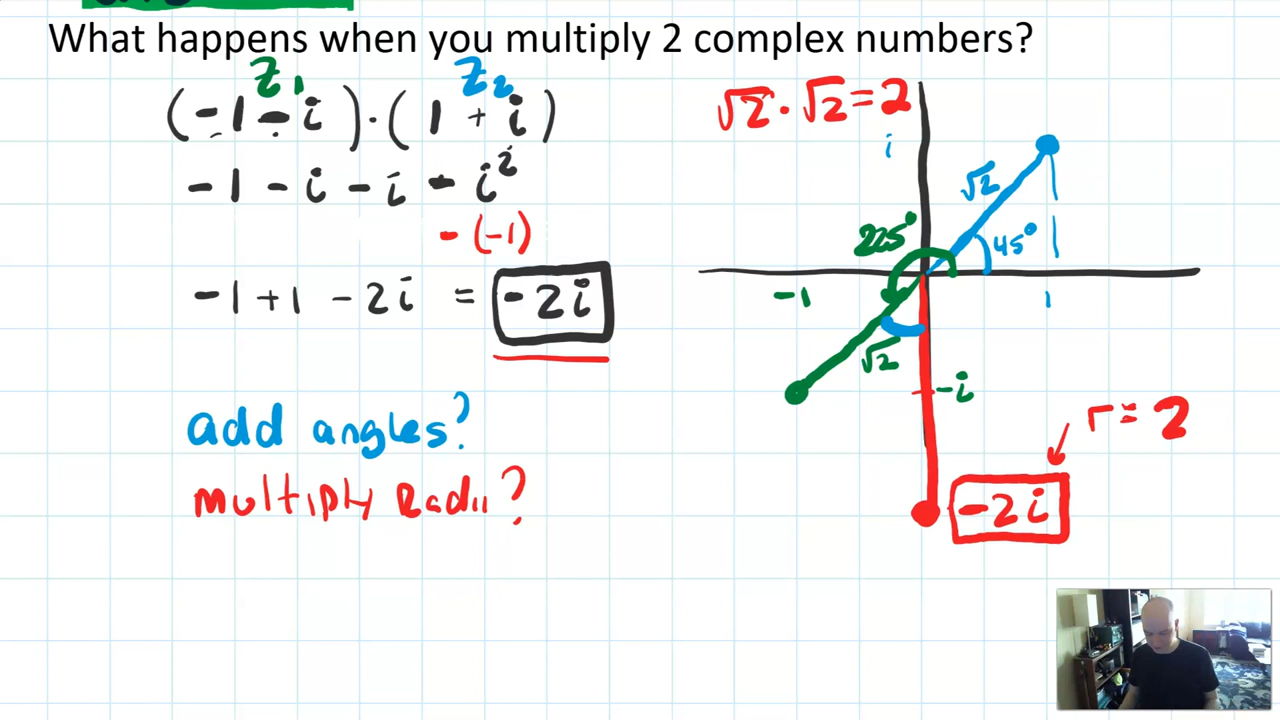 What happens when you multiply 2 complex numbers?
z₁ z₂
(-1 - i) · (1 + i)
-1 - i - i - i²
- (-1)
-1 + 1 - 2i = -2i
add angles?
multiply Radii?
√2 · √2 = 2
i
√2
45°
225°
-1
1
√2
-i
r = 2
-2i